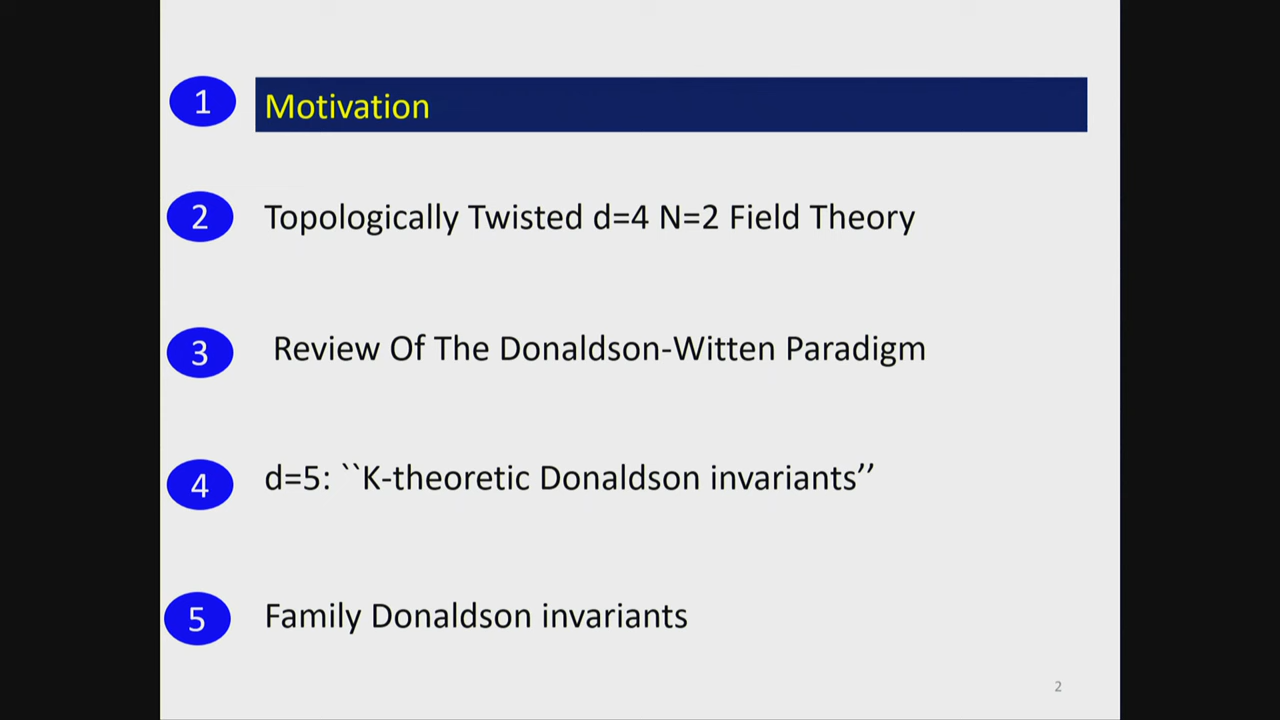 1 Motivation
2 Topologically Twisted d=4 N=2 Field Theory
3 Review Of The Donaldson-Witten Paradigm
4 d=5: ``K-theoretic Donaldson invariants’’
5 Family Donaldson invariants
2